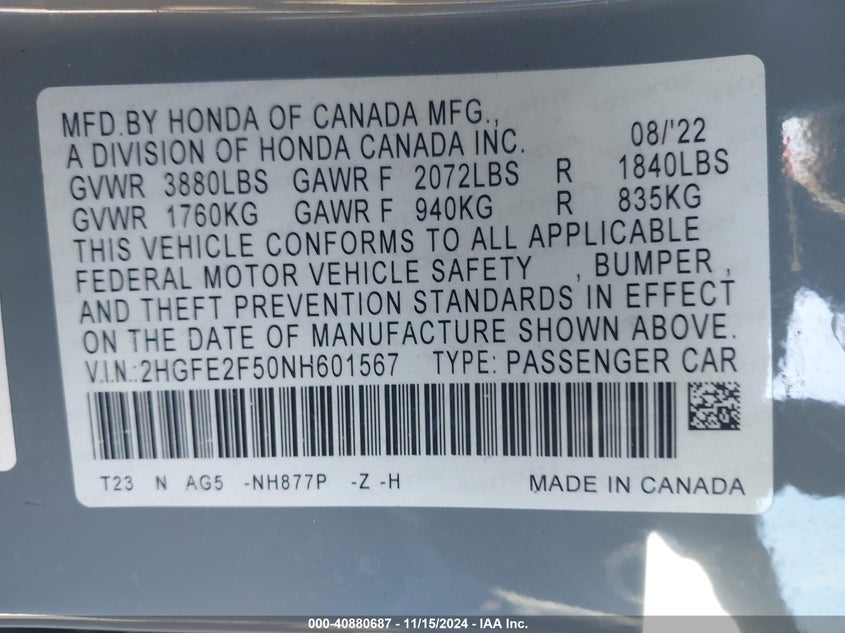 MFD.BY HONDA OF CANADA MFG.,
A DIVISION OF HONDA CANADA INC. 08/'22
GVWR 3880LBS GAWR F 2072LBS R 1840LBS
GVWR 1760KG GAWR F 940KG R 835KG
THIS VEHICLE CONFORMS TO ALL APPLICABLE
FEDERAL MOTOR VEHICLE SAFETY , BUMPER ,
AND THEFT PREVENTION STANDARDS IN EFFECT
ON THE DATE OF MANUFACTURE SHOWN ABOVE.
V.I.N.:2HGFE2F50NH601567 TYPE: PASSENGER CAR
T23 N AG5 -NH877P -Z -H MADE IN CANADA
000-40880687 - 11/15/2024 - IAA Inc.